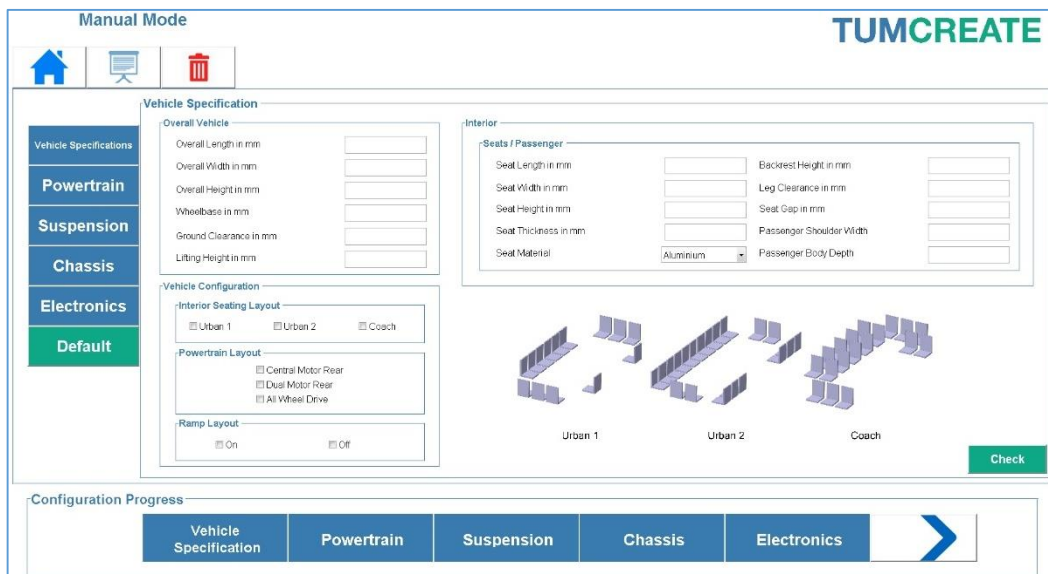 Manual Mode
TUMCREATE
Vehicle Specification
Vehicle Specifications
Powertrain
Suspension
Chassis
Electronics
Default
Overall Vehicle
Overall Length in mm
Overall Width in mm
Overall Height in mm
Wheelbase in mm
Ground Clearance in mm
Lifting Height in mm
Interior
Seats / Passenger
Seat Length in mm
Seat Width in mm
Seat Height in mm
Seat Thickness in mm
Seat Material
Aluminium
Backrest Height in mm
Leg Clearance in mm
Seat Gap in mm
Passenger Shoulder Width
Passenger Body Depth
Vehicle Configuration
Interior Seating Layout
Urban 1 Urban 2 Coach
Powertrain Layout
Central Motor Rear
Dual Motor Rear
All Wheel Drive
Ramp Layout
On Off
Urban 1 Urban 2 Coach
Check
Configuration Progress
Vehicle
Specification
Powertrain
Suspension
Chassis
Electronics